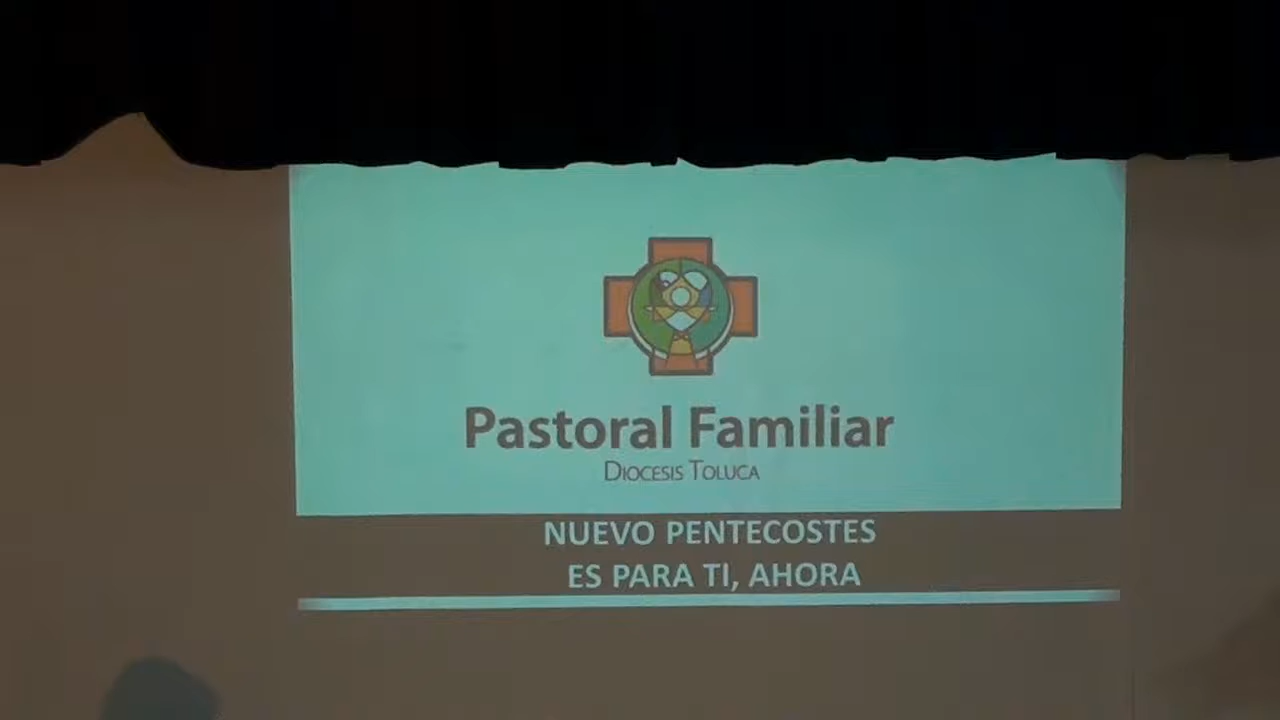 Pastoral Familiar
Diocesis Toluca
NUEVO PENTECOSTES
ES PARA TI, AHORA